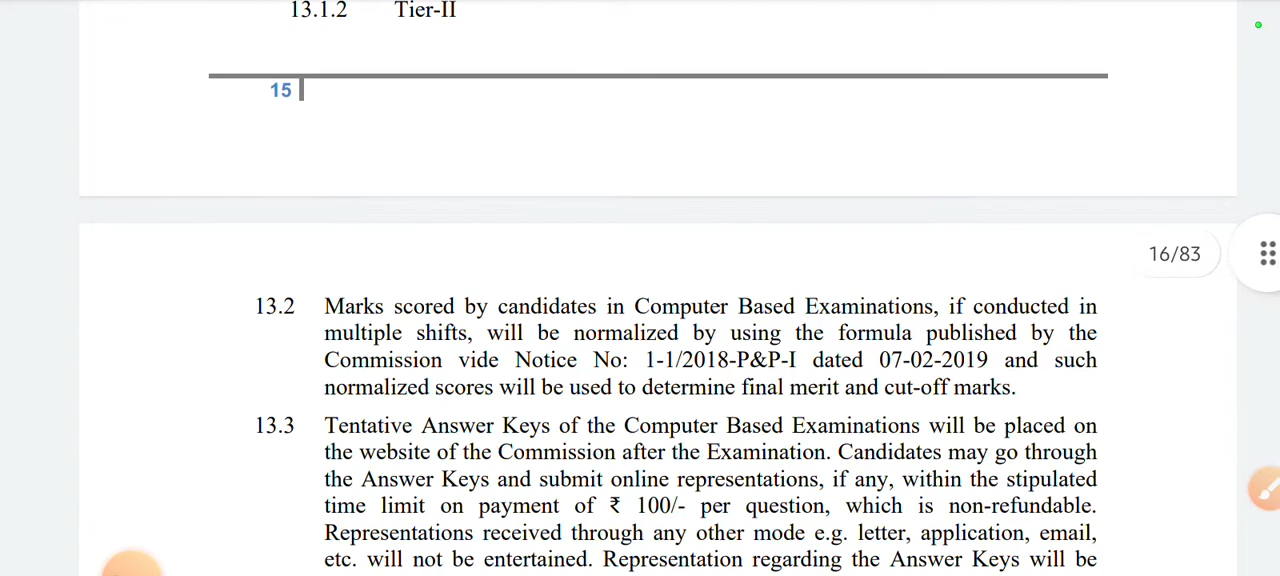 13.1.2 Tier-II
15
16/83
13.2 Marks scored by candidates in Computer Based Examinations, if conducted in
multiple shifts, will be normalized by using the formula published by the
Commission vide Notice No: 1-1/2018-P&P-I dated 07-02-2019 and such
normalized scores will be used to determine final merit and cut-off marks.
13.3 Tentative Answer Keys of the Computer Based Examinations will be placed on
the website of the Commission after the Examination. Candidates may go through
the Answer Keys and submit online representations, if any, within the stipulated
time limit on payment of ₹ 100/- per question, which is non-refundable.
Representations received through any other mode e.g. letter, application, email,
etc. will not be entertained. Representation regarding the Answer Keys will be